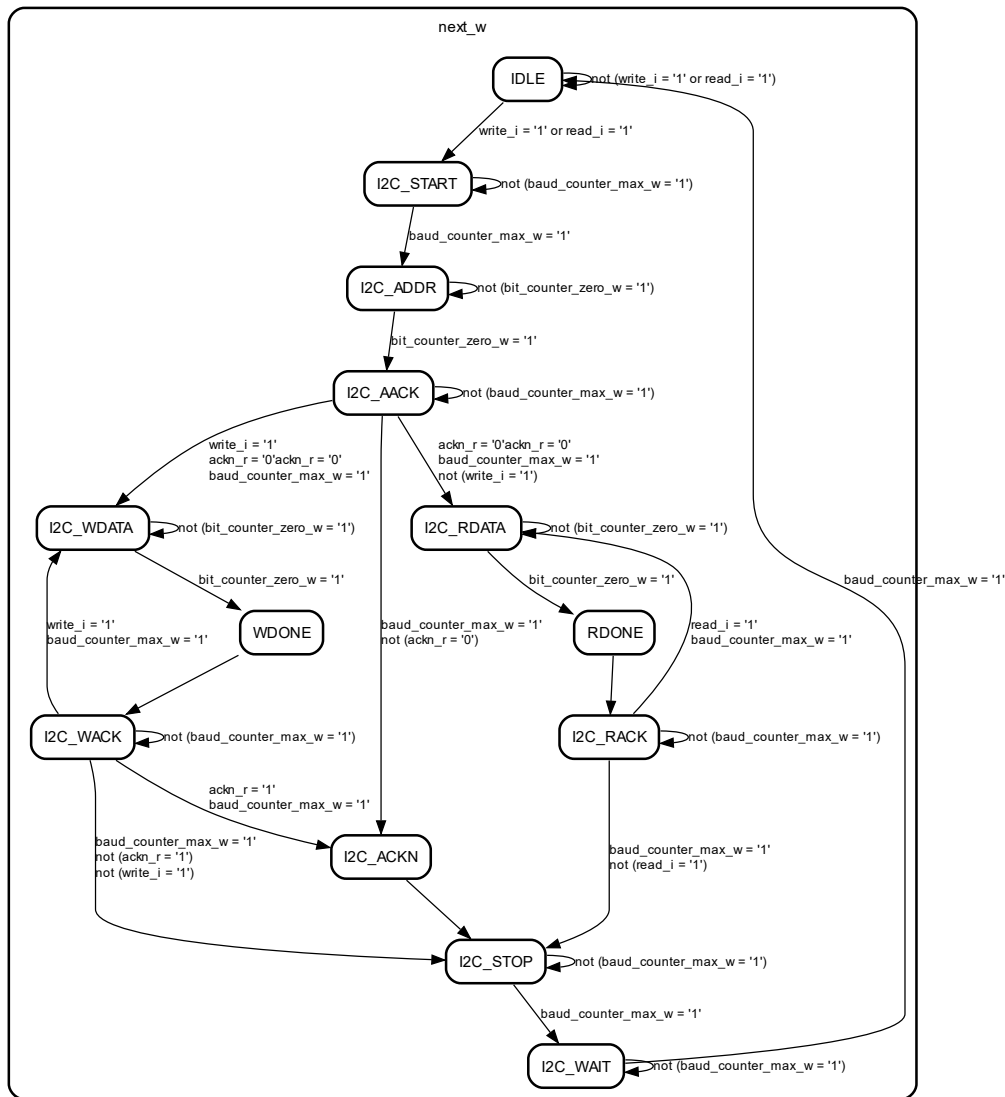 next_w
IDLE
not (write_i = '1' or read_i = '1')
write_i = '1' or read_i = '1'
I2C_START
not (baud_counter_max_w = '1')
baud_counter_max_w = '1'
I2C_ADDR
not (bit_counter_zero_w = '1')
bit_counter_zero_w = '1'
I2C_AACK
not (baud_counter_max_w = '1')
write_i = '1'
ackn_r = '0'ackn_r = '0'
baud_counter_max_w = '1'
ackn_r = '0'ackn_r = '0'
baud_counter_max_w = '1'
not (write_i = '1')
I2C_WDATA
not (bit_counter_zero_w = '1')
I2C_RDATA
not (bit_counter_zero_w = '1')
bit_counter_zero_w = '1'
bit_counter_zero_w = '1'
baud_counter_max_w = '1'
write_i = '1'
baud_counter_max_w = '1'
WDONE
baud_counter_max_w = '1'
not (ackn_r = '0')
RDONE
read_i = '1'
baud_counter_max_w = '1'
I2C_WACK
not (baud_counter_max_w = '1')
I2C_RACK
not (baud_counter_max_w = '1')
ackn_r = '1'
baud_counter_max_w = '1'
baud_counter_max_w = '1'
not (ackn_r = '1')
not (write_i = '1')
I2C_ACKN
baud_counter_max_w = '1'
not (read_i = '1')
I2C_STOP
not (baud_counter_max_w = '1')
baud_counter_max_w = '1'
I2C_WAIT
not (baud_counter_max_w = '1')